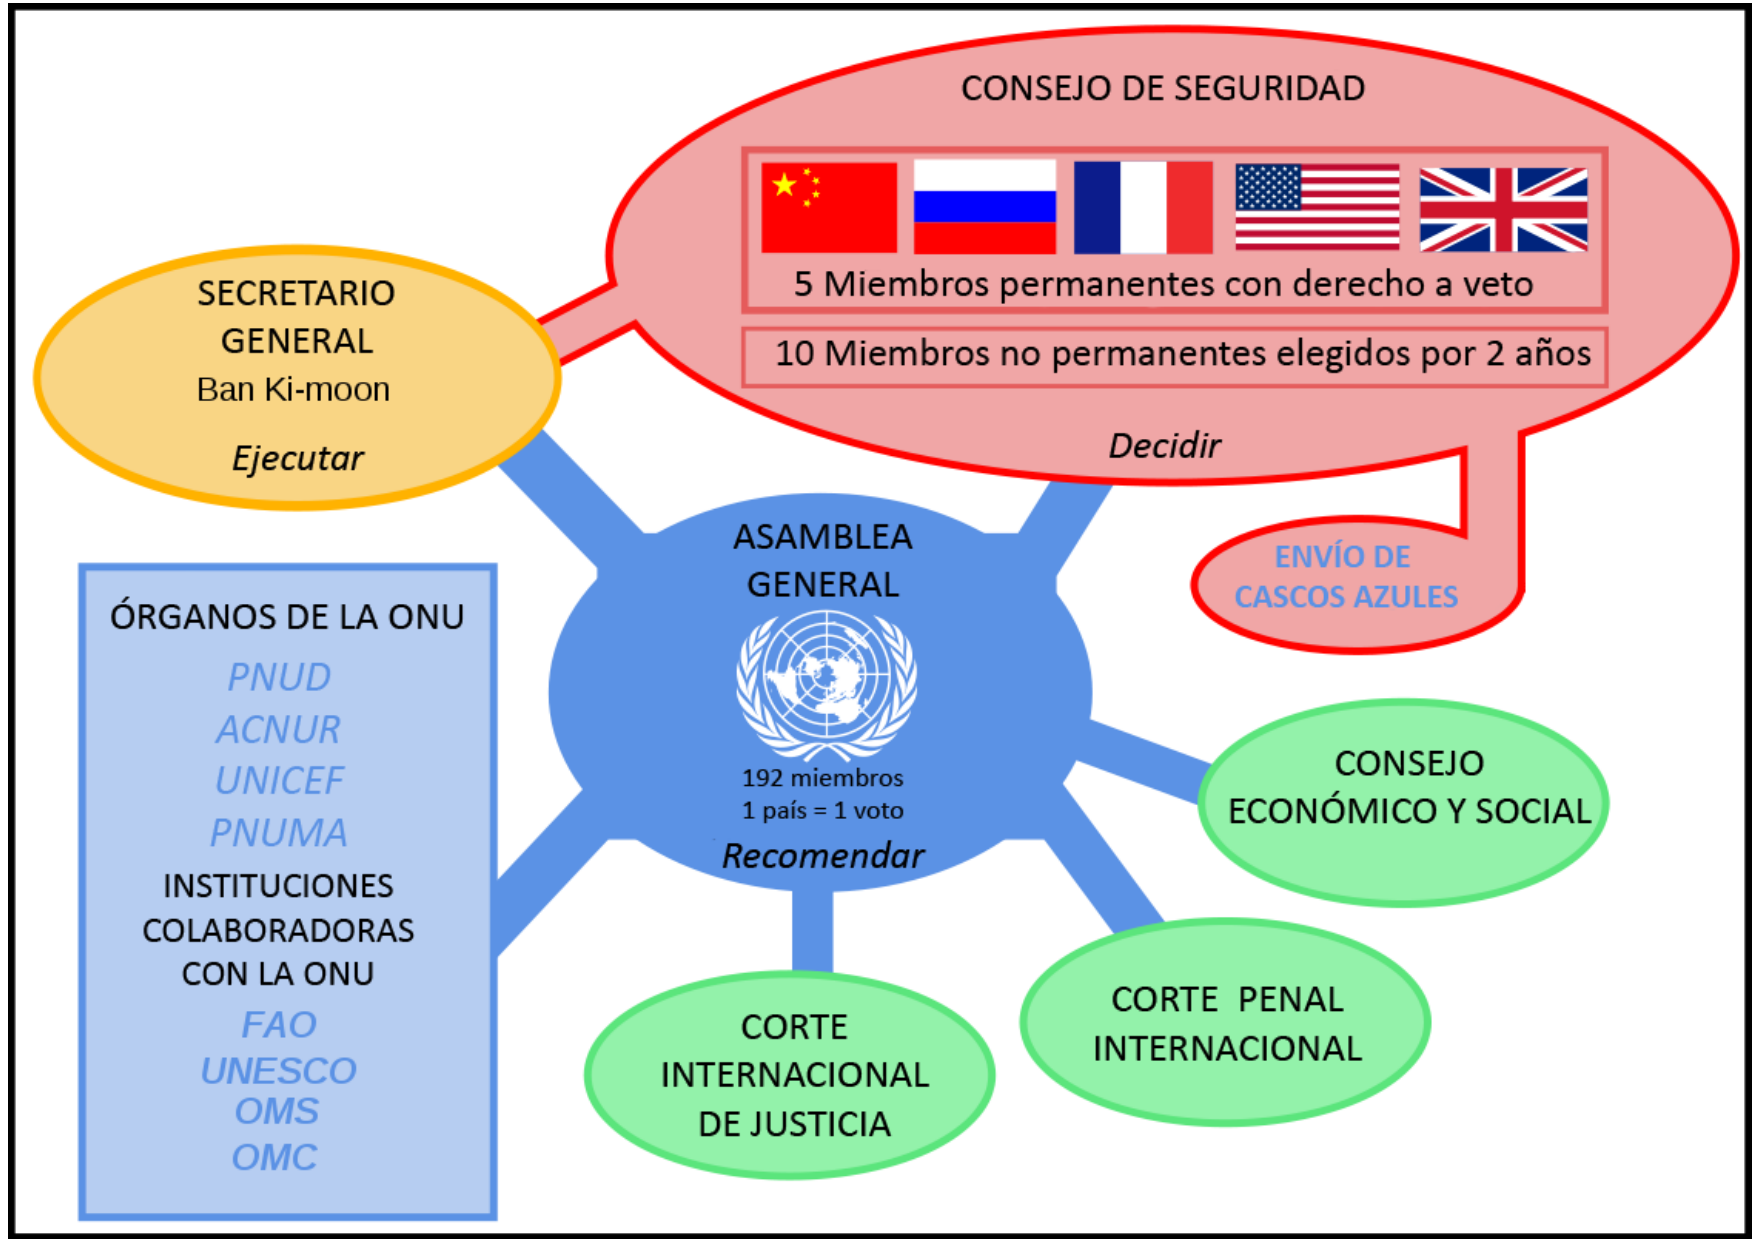 CONSEJO DE SEGURIDAD
5 Miembros permanentes con derecho a veto
10 Miembros no permanentes elegidos por 2 años
Decidir
SECRETARIO
GENERAL
Ban Ki-moon
Ejecutar
ASAMBLEA
GENERAL
192 miembros
1 país = 1 voto
Recomendar
ENVÍO DE
CASCOS AZULES
ÓRGANOS DE LA ONU
PNUD
ACNUR
UNICEF
PNUMA
INSTITUCIONES
COLABORADORAS
CON LA ONU
FAO
UNESCO
OMS
OMC
CONSEJO
ECONÓMICO Y SOCIAL
CORTE PENAL
INTERNACIONAL
CORTE
INTERNACIONAL
DE JUSTICIA